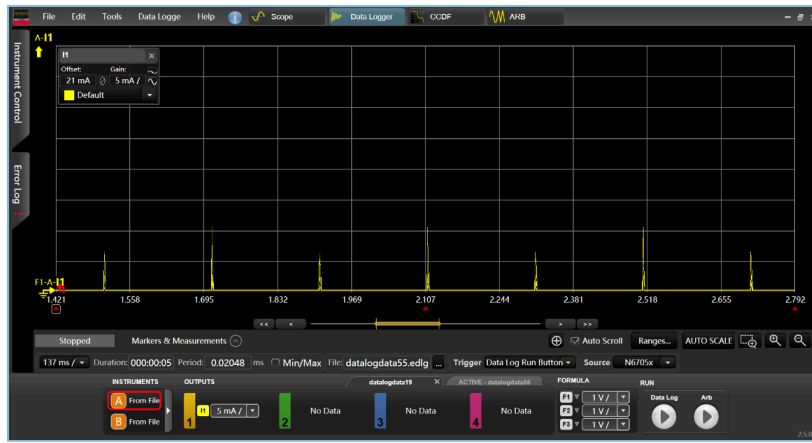 File Edit Tools Data Logge Help i Scope Data Logger CCDF ARB
Instrument Control
Error Log
A-I1
I1 ×
Offset: Gain:
21 mA 5 mA /
Default
F1-A-I1
1.421 1.558 1.695 1.832 1.969 2.107 2.244 2.381 2.518 2.655 2.792
<< < > >>
Stopped Markers & Measurements Auto Scroll Ranges... AUTO SCALE
137 ms / Duration: 000:00:05 Period: 0.02048 ms Min/Max File: datalogdata55.edlg ... Trigger Data Log Run Button Source N6705x
INSTRUMENTS OUTPUTS datalogdata19 × ACTIVE - datalogdata55 FORMULA RUN
A From File
B From File
1 I1 5 mA / 2 No Data 3 No Data 4 No Data
F1 1 V /
F2 1 V /
F3 1 V /
Data Log Arb